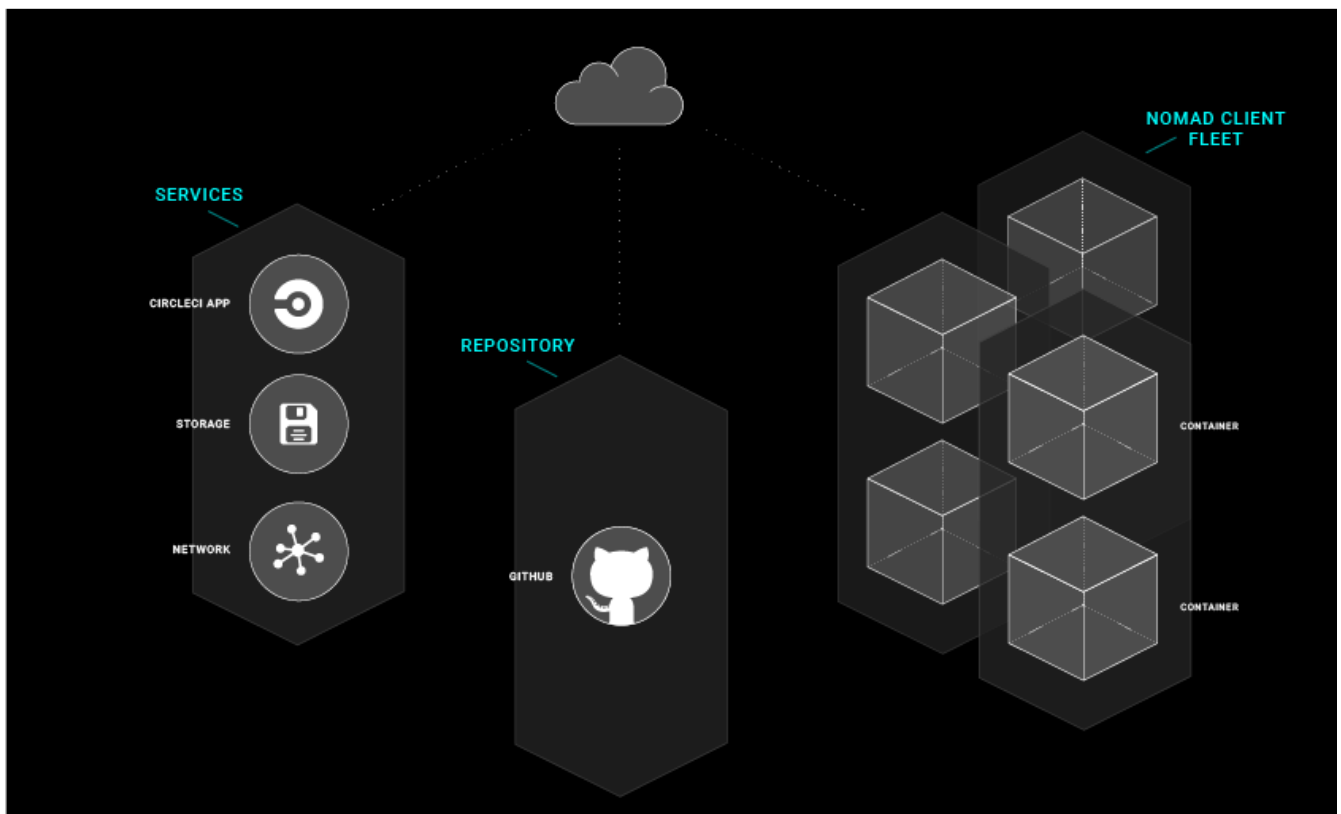 NOMAD CLIENT
FLEET
SERVICES
CIRCLECI APP
STORAGE
NETWORK
REPOSITORY
GITHUB
CONTAINER
CONTAINER